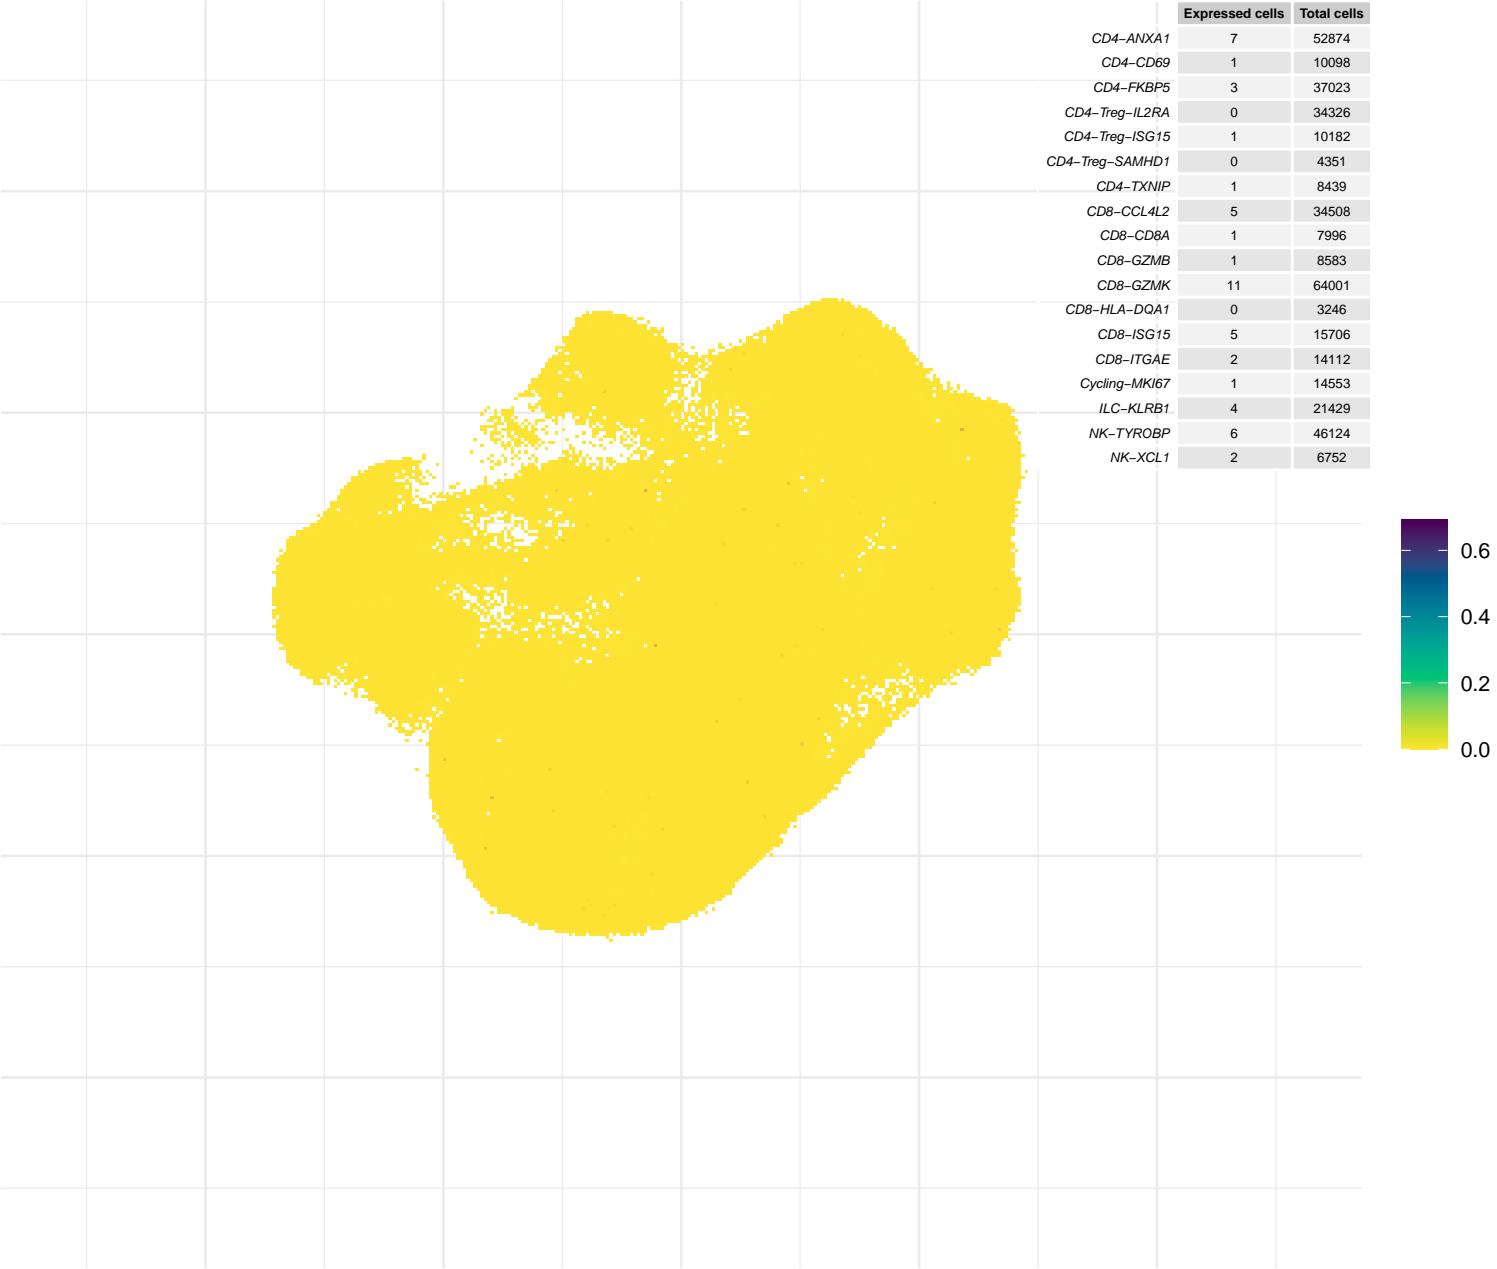 Expressed cells Total cells
CD4−ANXA1 7 52874
CD4−CD69 1 10098
CD4−FKBP5 3 37023
CD4−Treg−IL2RA 0 34326
CD4−Treg−ISG15 1 10182
CD4−Treg−SAMHD1 0 4351
CD4−TXNIP 1 8439
CD8−CCL4L2 5 34508
CD8−CD8A 1 7996
CD8−GZMB 1 8583
CD8−GZMK 11 64001
CD8−HLA−DQA1 0 3246
CD8−ISG15 5 15706
CD8−ITGAE 2 14112
Cycling−MKI67 1 14553
ILC−KLRB1 4 21429
NK−TYROBP 6 46124
NK−XCL1 2 6752
0.6
0.4
0.2
0.0